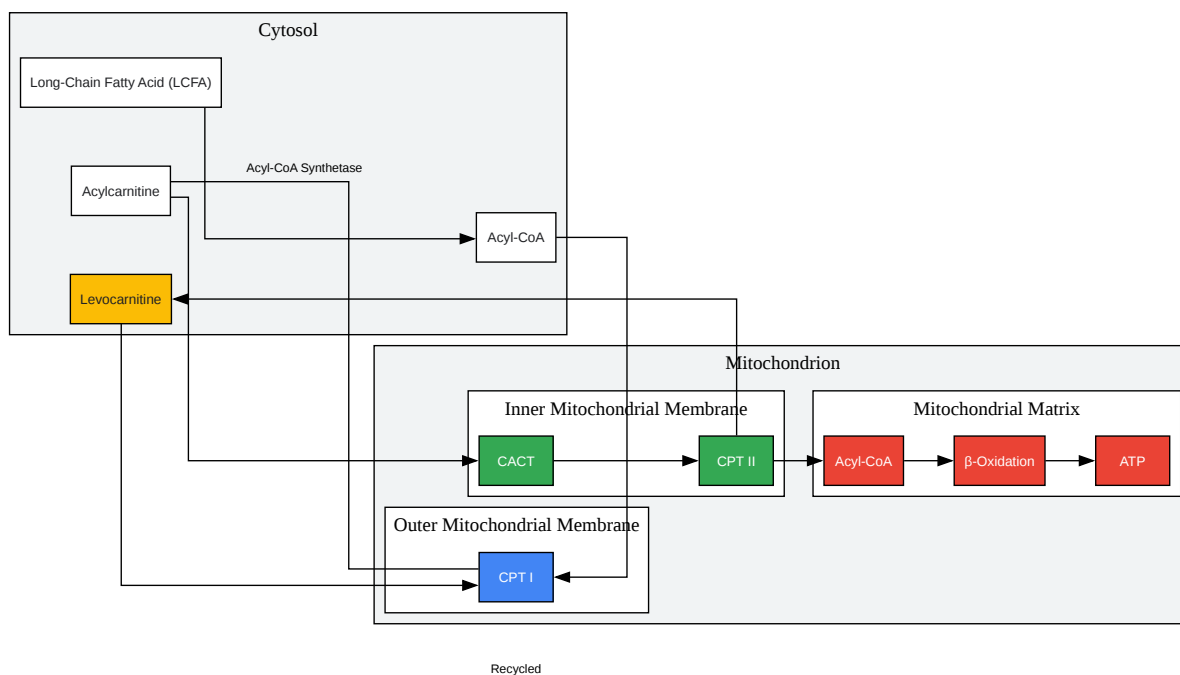 Cytosol
Long-Chain Fatty Acid (LCFA)
Acyl-CoA Synthetase
Acylcarnitine
Acyl-CoA
Levocarnitine
Mitochondrion
Inner Mitochondrial Membrane
Mitochondrial Matrix
CACT
CPT II
Acyl-CoA
β-Oxidation
ATP
Outer Mitochondrial Membrane
CPT I
Recycled